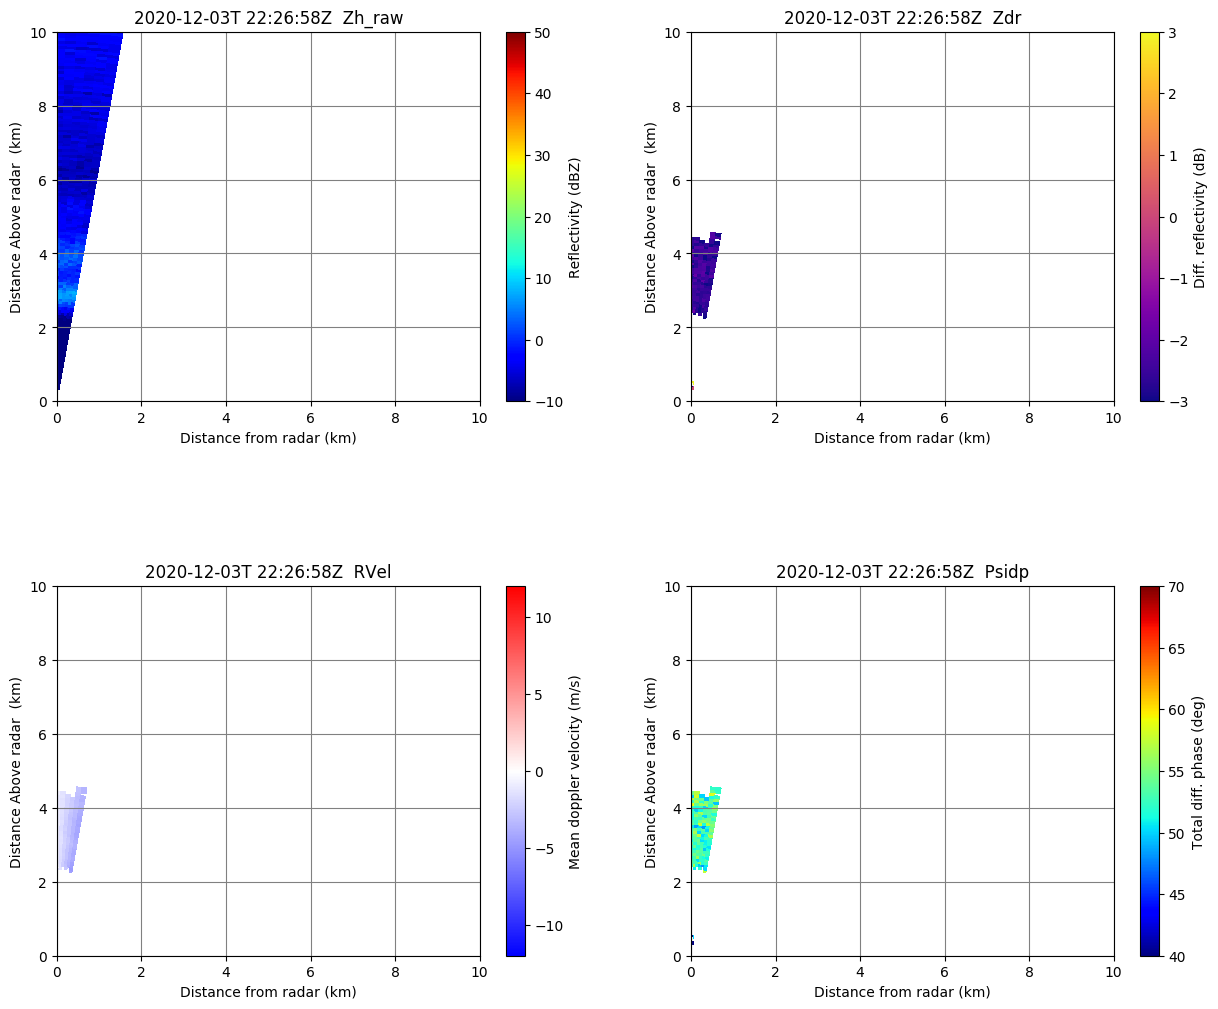 2020-12-03T 22:26:58Z  Zh_raw
10
8
6
4
2
0
Distance Above radar  (km)
0 2 4 6 8 10
Distance from radar (km)
50
40
30
20
10
0
−10
Reflectivity (dBZ)
2020-12-03T 22:26:58Z  Zdr
10
8
6
4
2
0
Distance Above radar  (km)
0 2 4 6 8 10
Distance from radar (km)
3
2
1
0
−1
−2
−3
Diff. reflectivity (dB)
2020-12-03T 22:26:58Z  RVel
10
8
6
4
2
0
Distance Above radar  (km)
0 2 4 6 8 10
Distance from radar (km)
10
5
0
−5
−10
Mean doppler velocity (m/s)
2020-12-03T 22:26:58Z  Psidp
10
8
6
4
2
0
Distance Above radar  (km)
0 2 4 6 8 10
Distance from radar (km)
70
65
60
55
50
45
40
Total diff. phase (deg)